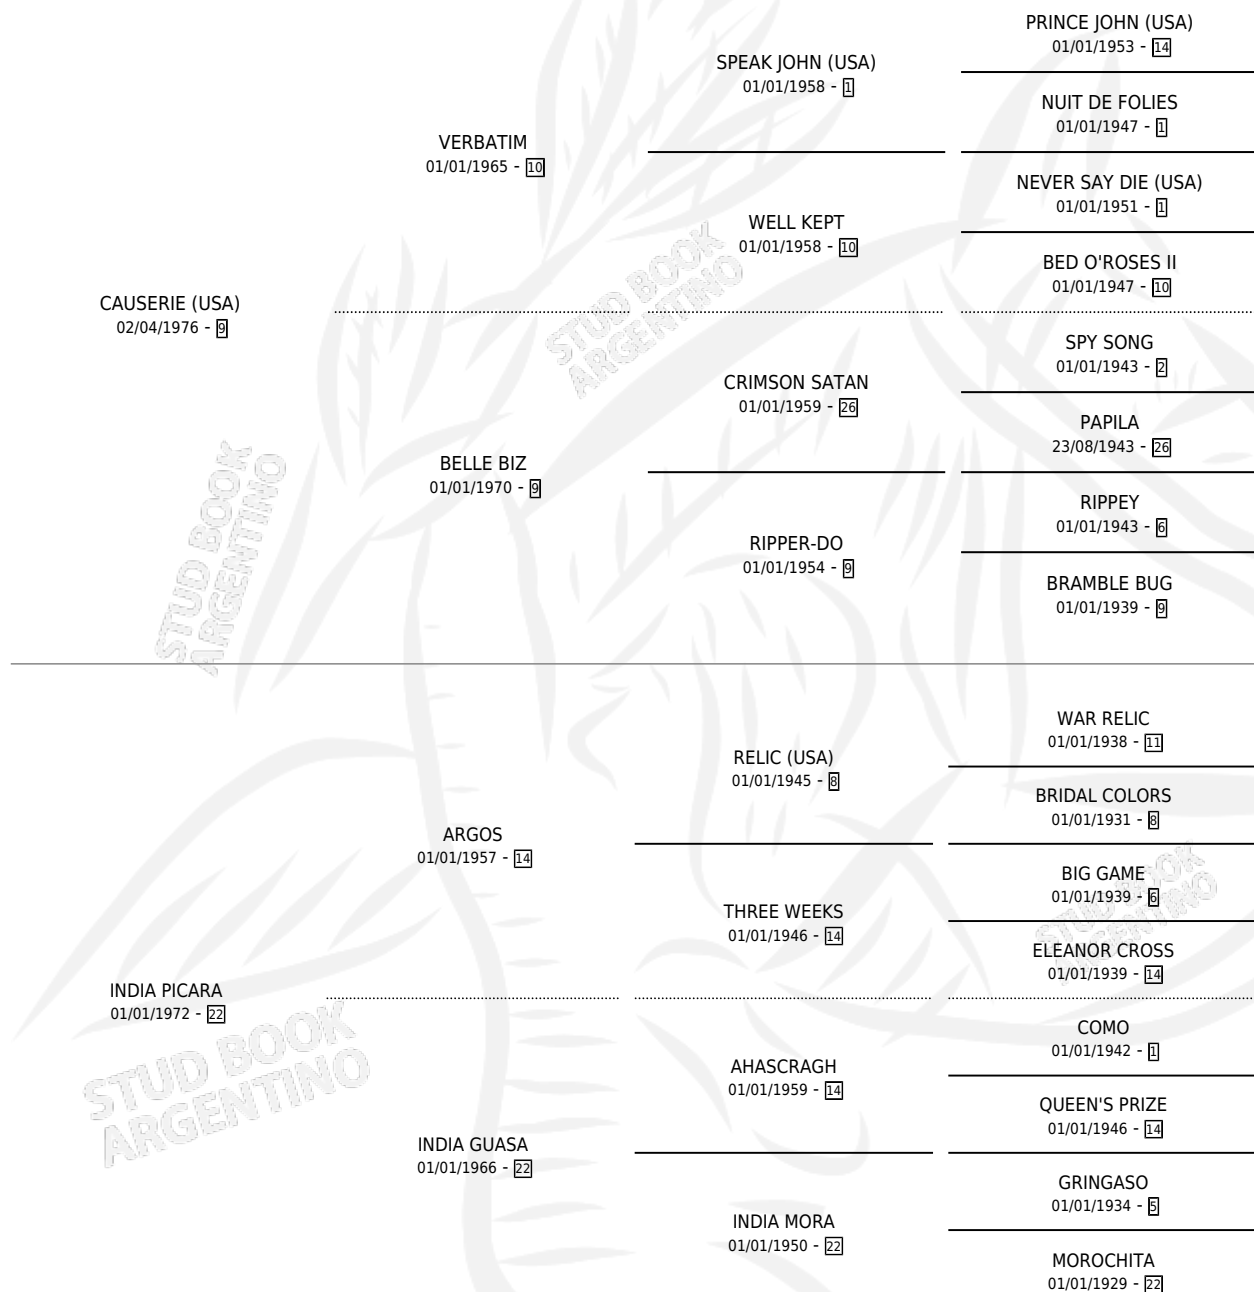 PRINCE JOHN (USA)
01/01/1953 - 14
SPEAK JOHN (USA)
01/01/1958 - 1
NUIT DE FOLIES
01/01/1947 - 1
VERBATIM
01/01/1965 - 10
NEVER SAY DIE (USA)
01/01/1951 - 1
WELL KEPT
01/01/1958 - 10
BED O'ROSES II
01/01/1947 - 10
CAUSERIE (USA)
02/04/1976 - 9
SPY SONG
01/01/1943 - 2
CRIMSON SATAN
01/01/1959 - 26
PAPILA
23/08/1943 - 26
BELLE BIZ
01/01/1970 - 9
RIPPEY
01/01/1943 - 6
RIPPER-DO
01/01/1954 - 9
BRAMBLE BUG
01/01/1939 - 9
WAR RELIC
01/01/1938 - 11
RELIC (USA)
01/01/1945 - 8
BRIDAL COLORS
01/01/1931 - 8
ARGOS
01/01/1957 - 14
BIG GAME
01/01/1939 - 6
THREE WEEKS
01/01/1946 - 14
ELEANOR CROSS
01/01/1939 - 14
INDIA PICARA
01/01/1972 - 22
COMO
01/01/1942 - 1
AHASCRAGH
01/01/1959 - 14
QUEEN'S PRIZE
01/01/1946 - 14
INDIA GUASA
01/01/1966 - 22
GRINGASO
01/01/1934 - 5
INDIA MORA
01/01/1950 - 22
MOROCHITA
01/01/1929 - 22
STUD BOOK
ARGENTINO
STUD BOOK
ARGENTINO
STUD BOOK
ARGENTINO
STUD BOOK
ARGENTINO